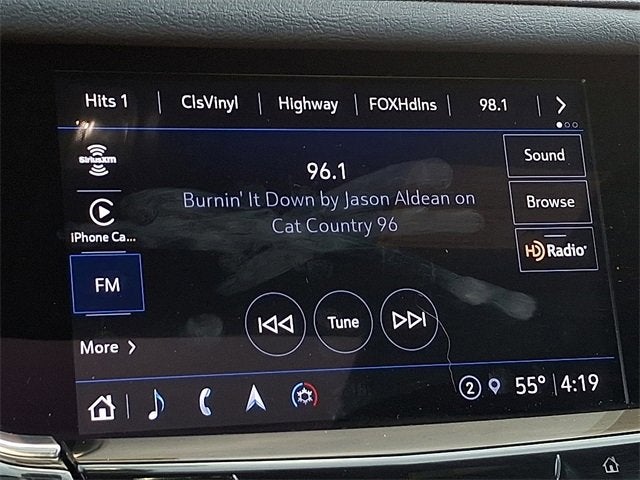 Hits 1 ClsVinyl Highway FOXHdlns 98.1
SiriusXM
96.1
Sound
Burnin' It Down by Jason Aldean on
Cat Country 96
Browse
iPhone Ca...
HD Radio
FM
Tune
More
2 55° 4:19